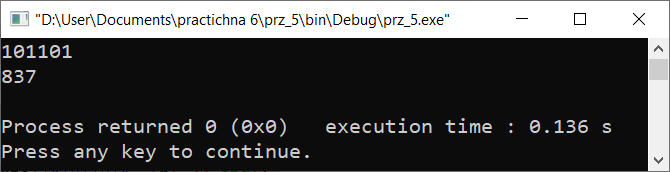 "D:\User\Documents\practichna 6\prz_5\bin\Debug\prz_5.exe"
101101
837
Process returned 0 (0x0)   execution time : 0.136 s
Press any key to continue.